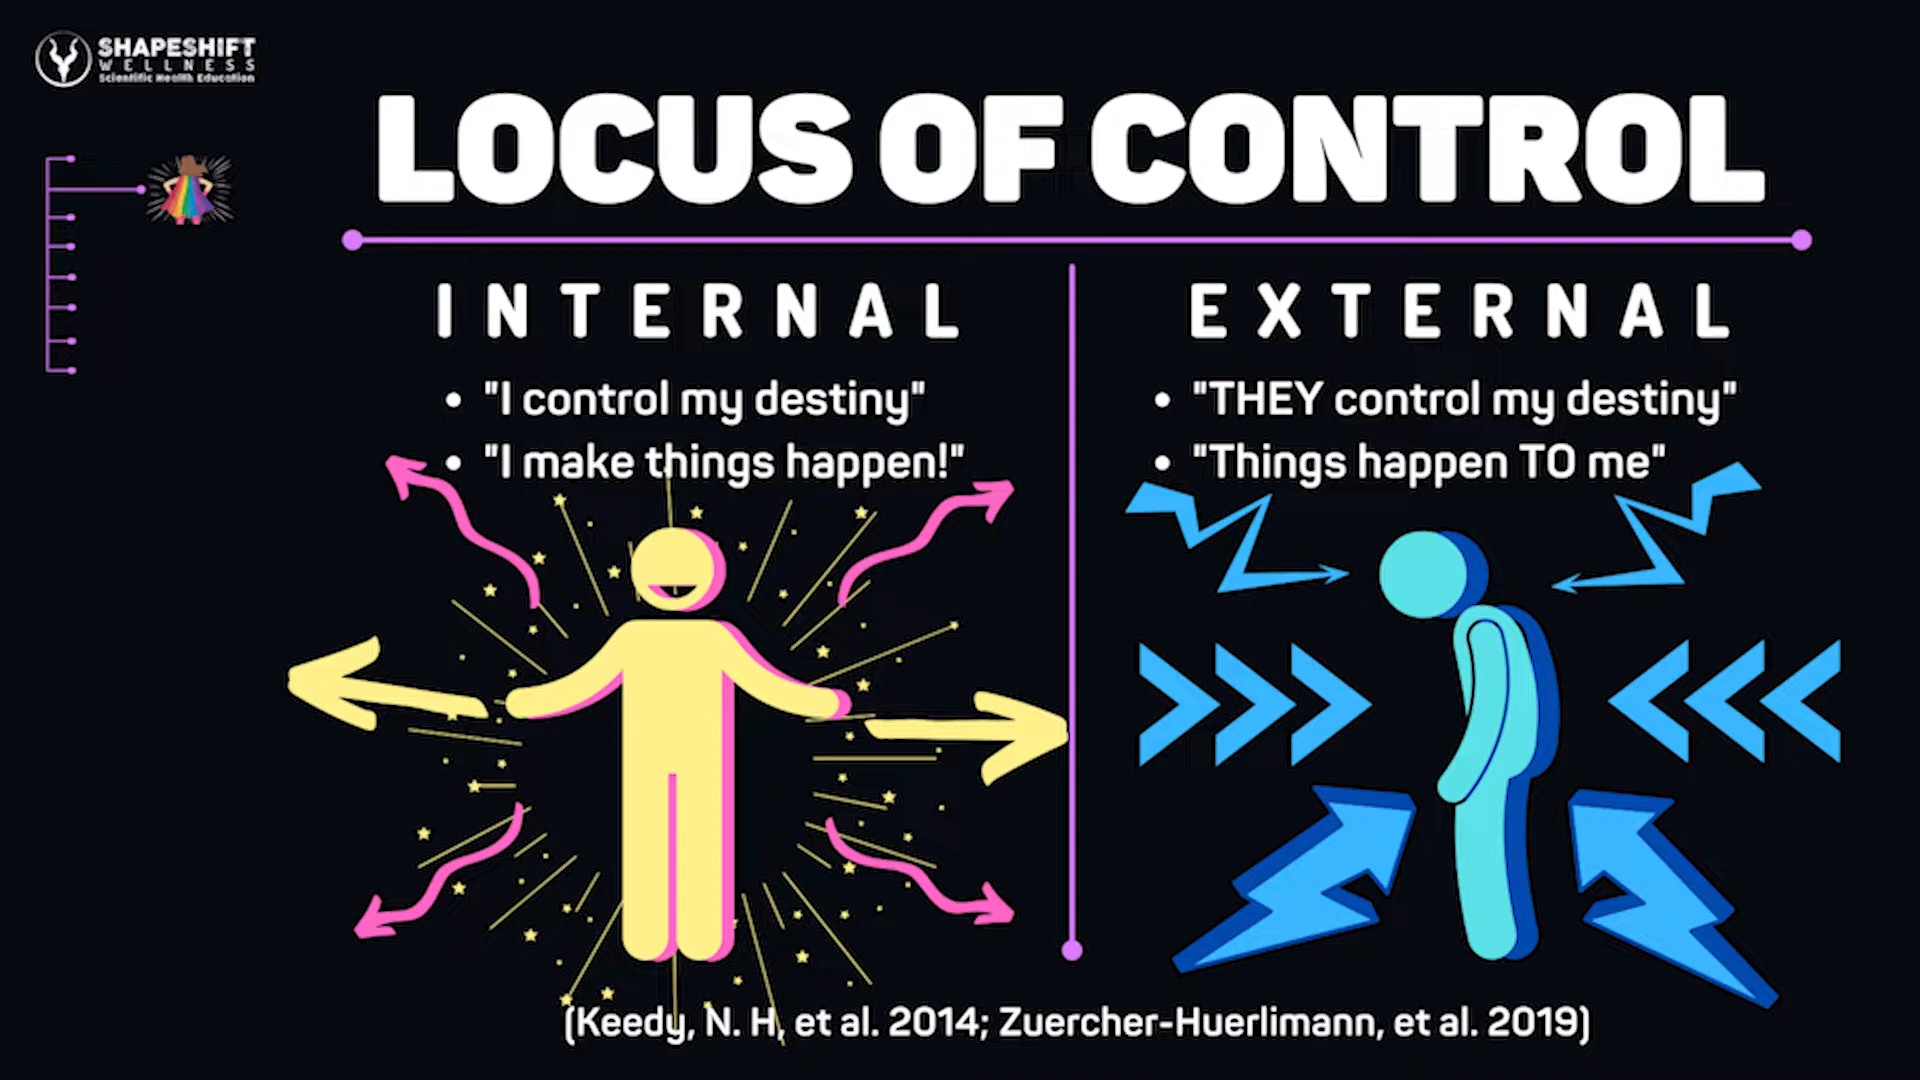 SHAPESHIFT
WELLNESS
Scientific Health Education
LOCUS OF CONTROL
INTERNAL
• "I control my destiny"
• "I make things happen!"
EXTERNAL
• "THEY control my destiny"
• "Things happen TO me"
(Keedy, N. H, et al. 2014; Zuercher-Huerlimann, et al. 2019)